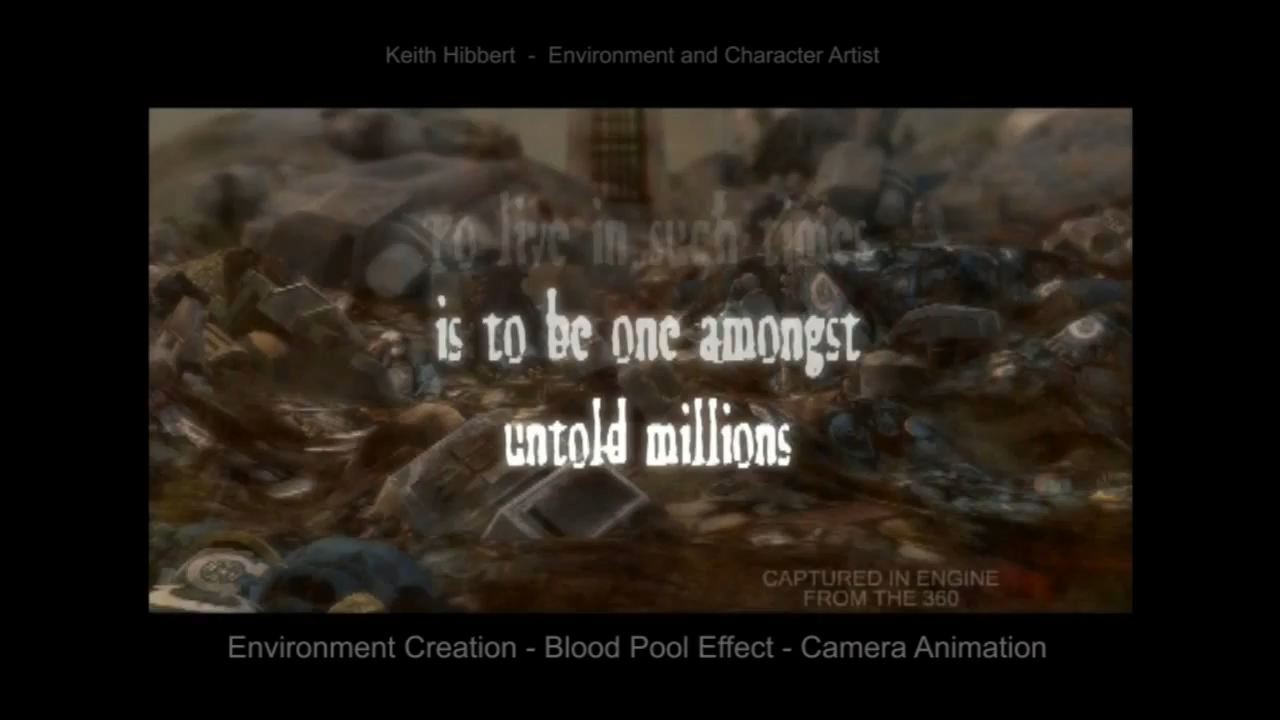 Keith Hibbert - Environment and Character Artist
To live in such times
is to be one amongst
untold millions
CAPTURED IN ENGINE
FROM THE 360
Environment Creation - Blood Pool Effect - Camera Animation